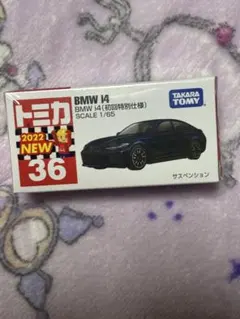 トミカ
2022
NEW
36
BMW i4
BMW i4(初回特別仕様)
SCALE 1/65
TAKARA
TOMY
サスペンション